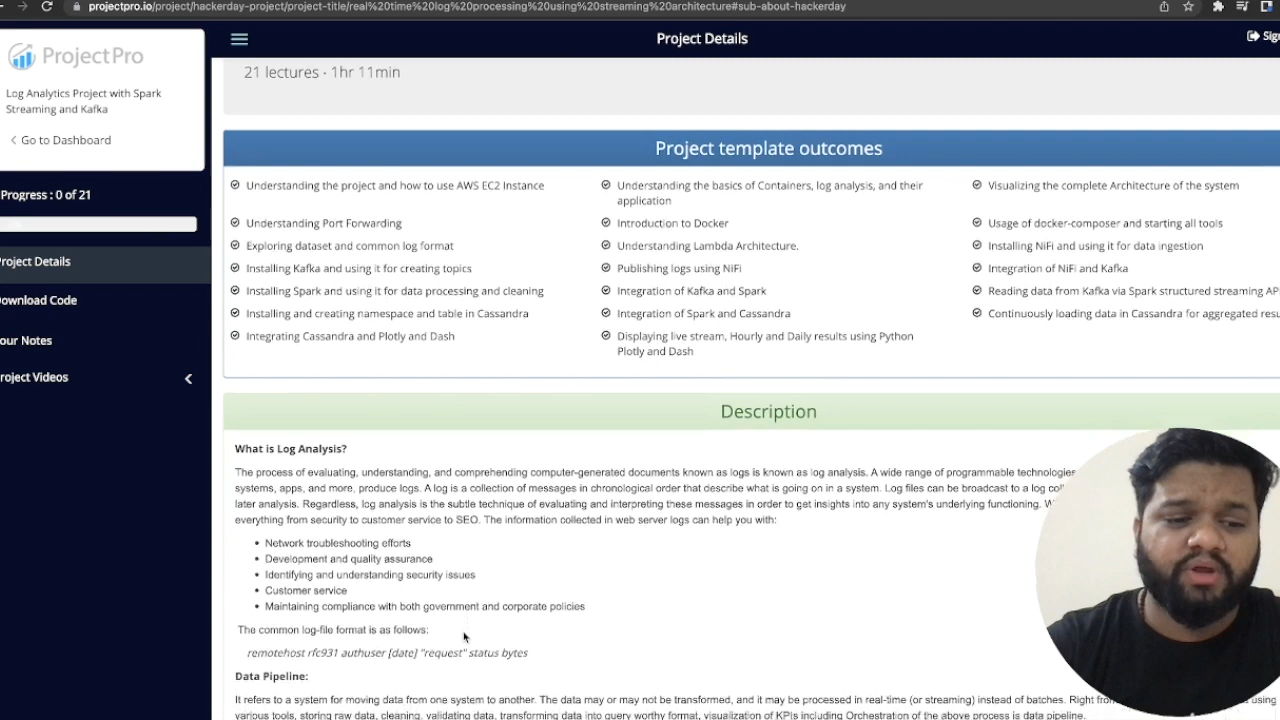 projectpro.io/project/hackerday-project/project-title/real%20time%20log%20processing%20using%20streaming%20architecture#sub-about-hackerday
ProjectPro
Log Analytics Project with Spark
Streaming and Kafka
Go to Dashboard
Progress : 0 of 21
roject Details
ownload Code
our Notes
roject Videos
Project Details
Sig
21 lectures · 1hr 11min
Project template outcomes
Understanding the project and how to use AWS EC2 Instance
Understanding the basics of Containers, log analysis, and their
application
Visualizing the complete Architecture of the system
Understanding Port Forwarding
Introduction to Docker
Usage of docker-composer and starting all tools
Exploring dataset and common log format
Understanding Lambda Architecture.
Installing NiFi and using it for data ingestion
Installing Kafka and using it for creating topics
Publishing logs using NiFi
Integration of NiFi and Kafka
Installing Spark and using it for data processing and cleaning
Integration of Kafka and Spark
Reading data from Kafka via Spark structured streaming AP
Installing and creating namespace and table in Cassandra
Integration of Spark and Cassandra
Continuously loading data in Cassandra for aggregated resu
Integrating Cassandra and Plotly and Dash
Displaying live stream, Hourly and Daily results using Python
Plotly and Dash
Description
What is Log Analysis?
The process of evaluating, understanding, and comprehending computer-generated documents known as logs is known as log analysis. A wide range of programmable technologies
systems, apps, and more, produce logs. A log is a collection of messages in chronological order that describe what is going on in a system. Log files can be broadcast to a log col
later analysis. Regardless, log analysis is the subtle technique of evaluating and interpreting these messages in order to get insights into any system's underlying functioning. W
everything from security to customer service to SEO. The information collected in web server logs can help you with:
• Network troubleshooting efforts
• Development and quality assurance
• Identifying and understanding security issues
• Customer service
• Maintaining compliance with both government and corporate policies
The common log-file format is as follows:
remotehost rfc931 authuser [date] "request" status bytes
Data Pipeline:
It refers to a system for moving data from one system to another. The data may or may not be transformed, and it may be processed in real-time (or streaming) instead of batches. Right from using
various tools, storing raw data, cleaning, validating data, transforming data into query worthy format, visualization of KPIs including Orchestration of the above process is data pipeline.